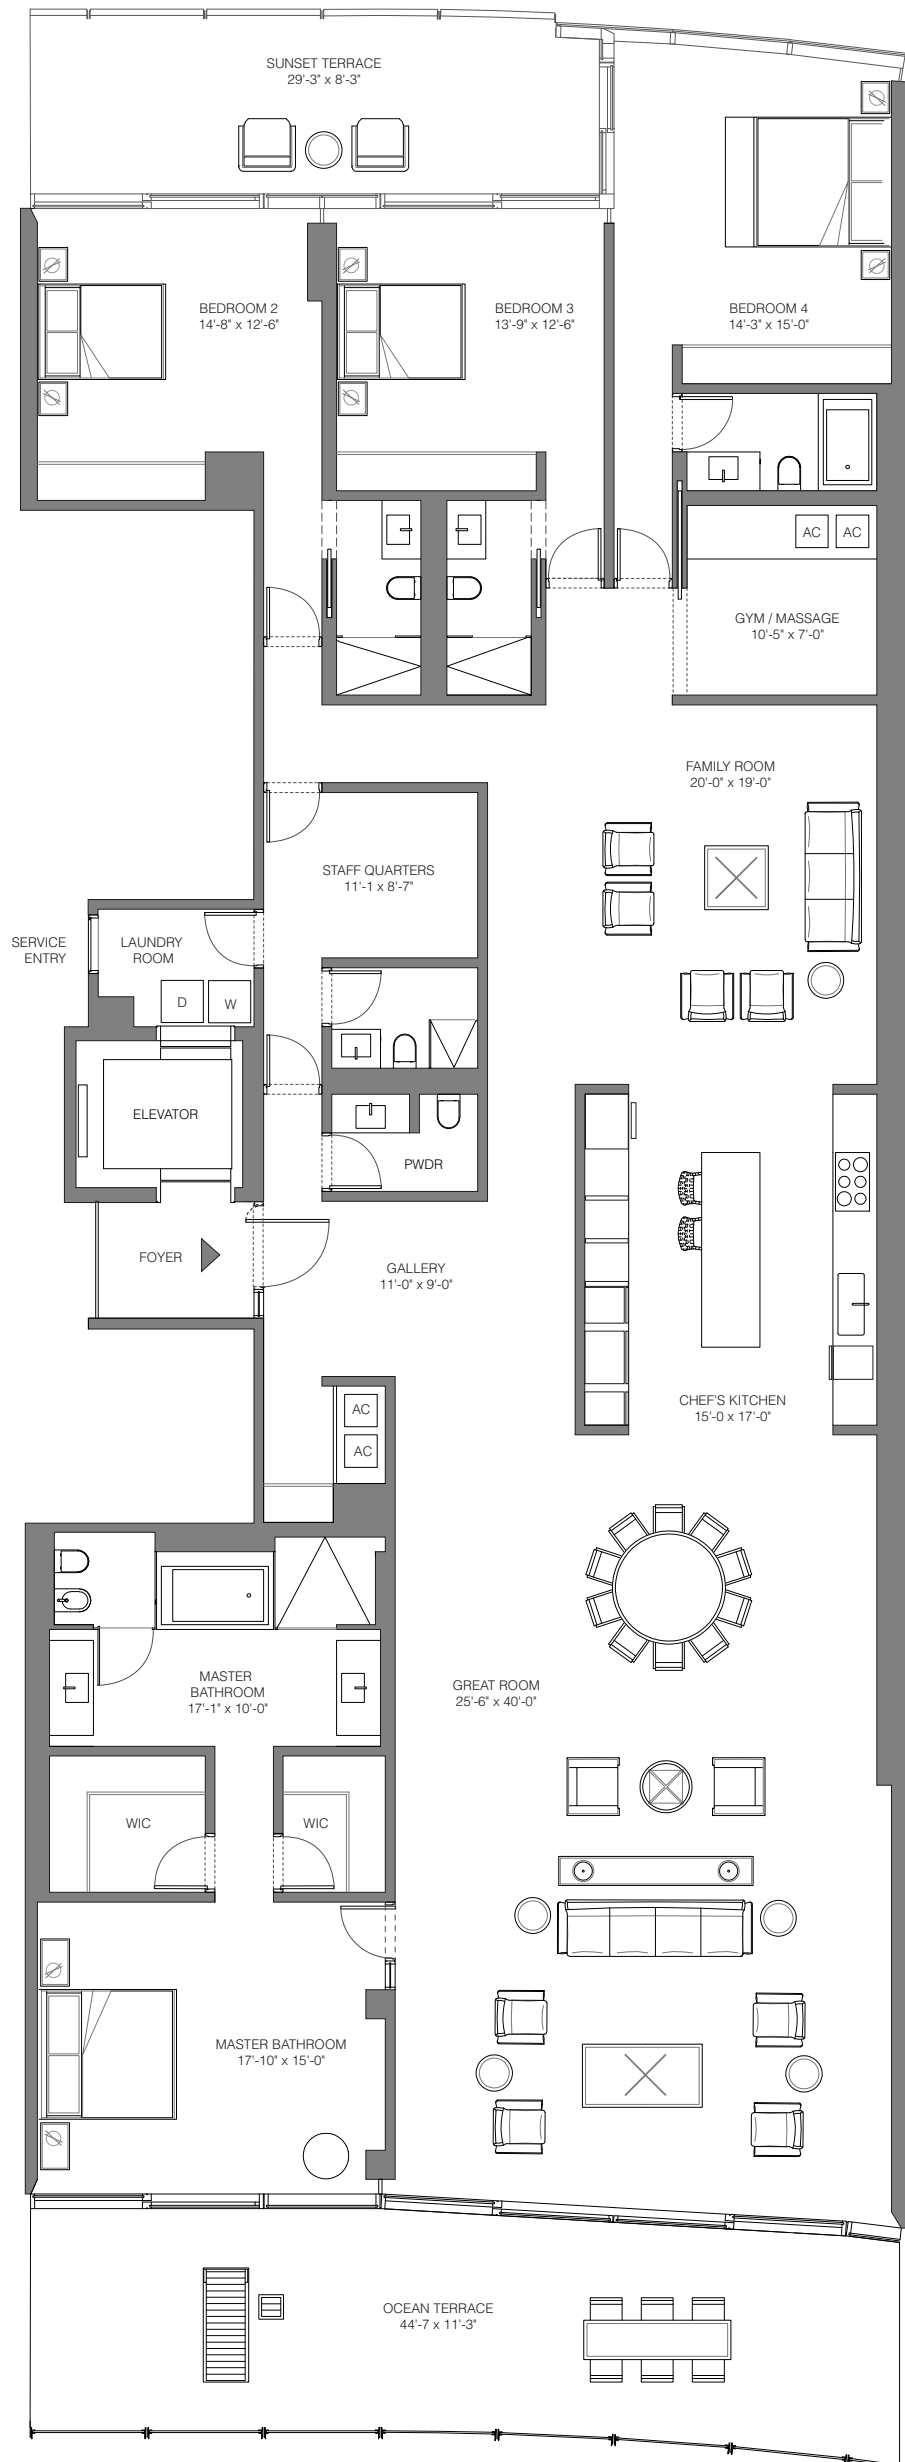 SUNSET TERRACE
29'-3" x 8'-3"
BEDROOM 2
14'-8" x 12'-6"
BEDROOM 3
13'-9" x 12'-6"
BEDROOM 4
14'-3" x 15'-0"
AC
AC
GYM / MASSAGE
10'-5" x 7'-0"
FAMILY ROOM
20'-0" x 19'-0"
STAFF QUARTERS
11'-1 x 8'-7"
SERVICE
ENTRY
LAUNDRY
ROOM
D
W
ELEVATOR
PWDR
FOYER
GALLERY
11'-0" x 9'-0"
CHEF'S KITCHEN
15'-0 x 17'-0"
AC
AC
MASTER
BATHROOM
17'-1" x 10'-0"
GREAT ROOM
25'-6" x 40'-0"
WIC
WIC
MASTER BATHROOM
17'-10" x 15'-0"
OCEAN TERRACE
44'-7 x 11'-3"